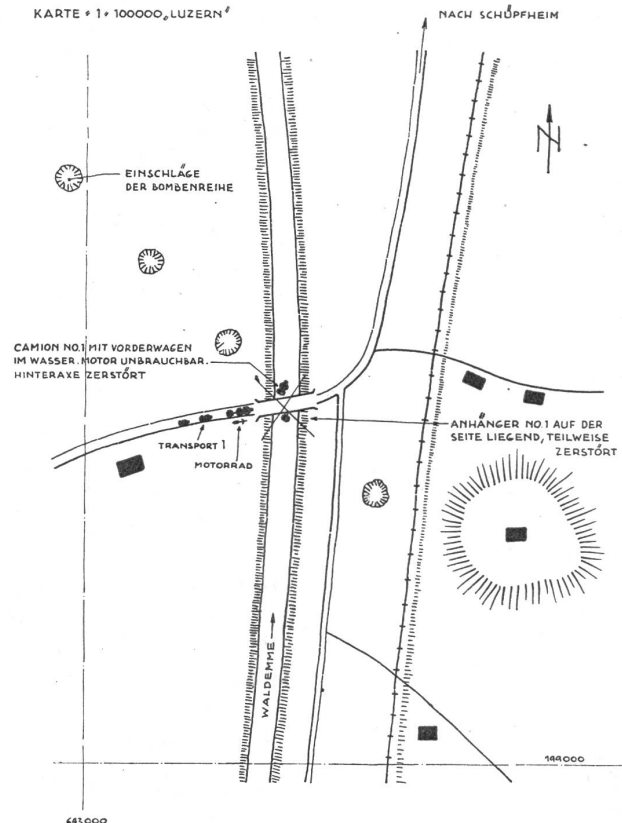 KARTE 1:100000 „LUZERN"
NACH SCHÜPFHEIM
N
EINSCHLÄGE
DER BOMBENREIHE
CAMION NO.1 MIT VORDERWAGEN
IM WASSER. MOTOR UNBRAUCHBAR.
HINTERAXE ZERSTÖRT
TRANSPORT 1
MOTORRAD
ANHÄNGER NO.1 AUF DER
SEITE LIEGEND, TEILWEISE
ZERSTÖRT
WALDEMME
199000
643000